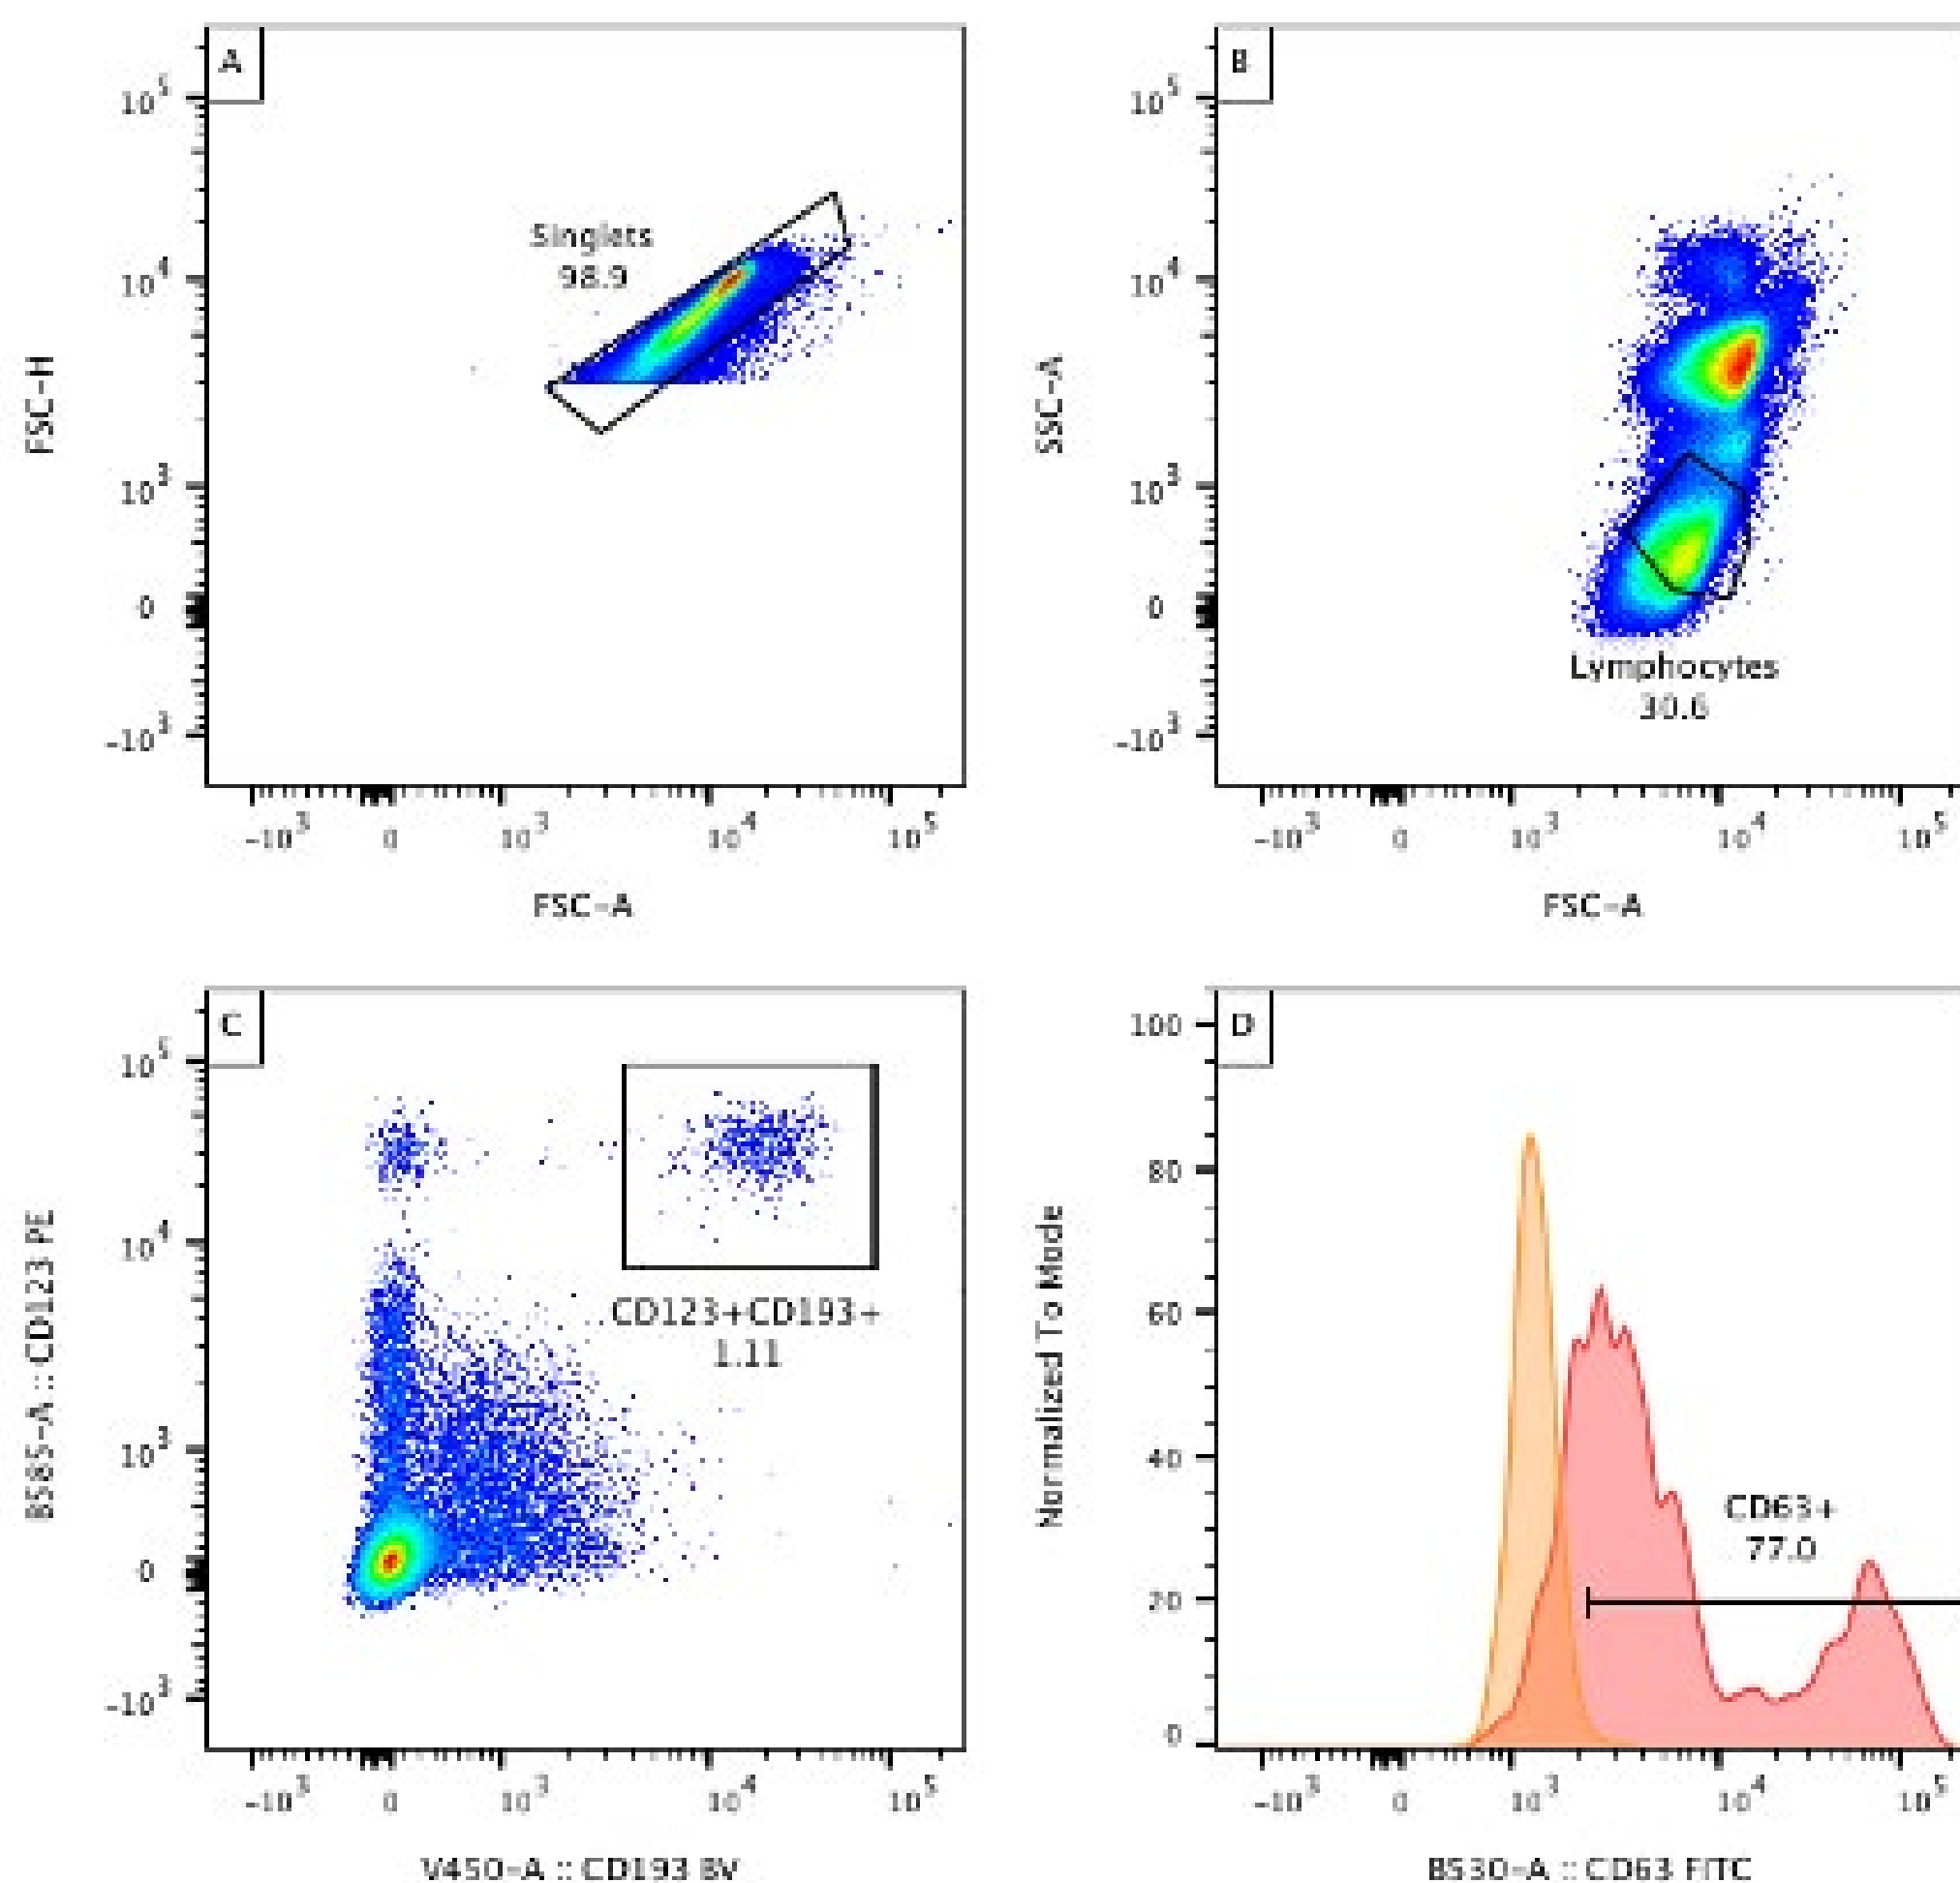 A
10^5
10^4
10^3
0
-10^3
FSC-H
Singlets
98.9
-10^3 0 10^3 10^4 10^5
FSC-A
B
10^5
10^4
10^3
0
-10^3
SSC-A
Lymphocytes
30.6
-10^3 0 10^3 10^4 10^5
FSC-A
C
10^5
10^4
10^3
0
-10^3
B585-A :: CD123 PE
CD123+CD193+
1.11
-10^3 0 10^3 10^4 10^5
V450-A :: CD193 BV
D
100
80
60
40
20
0
Normalized To Mode
CD63+
77.0
-10^3 0 10^3 10^4 10^5
B530-A :: CD63 FITC